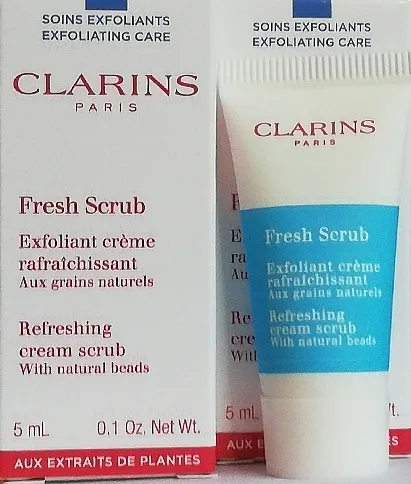 SOINS EXFOLIANTS
EXFOLIATING CARE
CLARINS
PARIS
Fresh Scrub
Exfoliant crème
rafraîchissant
Aux grains naturels
Refreshing
cream scrub
With natural beads
5 mL 0.1 Oz. Net Wt.
AUX EXTRAITS DE PLANTES
SOINS EXFOLIANTS
EXFOLIATING CARE
CLARINS
PARIS
Fresh Scrub
Exfoliant crème
rafraîchissant
Aux grains naturels
Refreshing
cream scrub
With natural beads
5 mL
AUX E